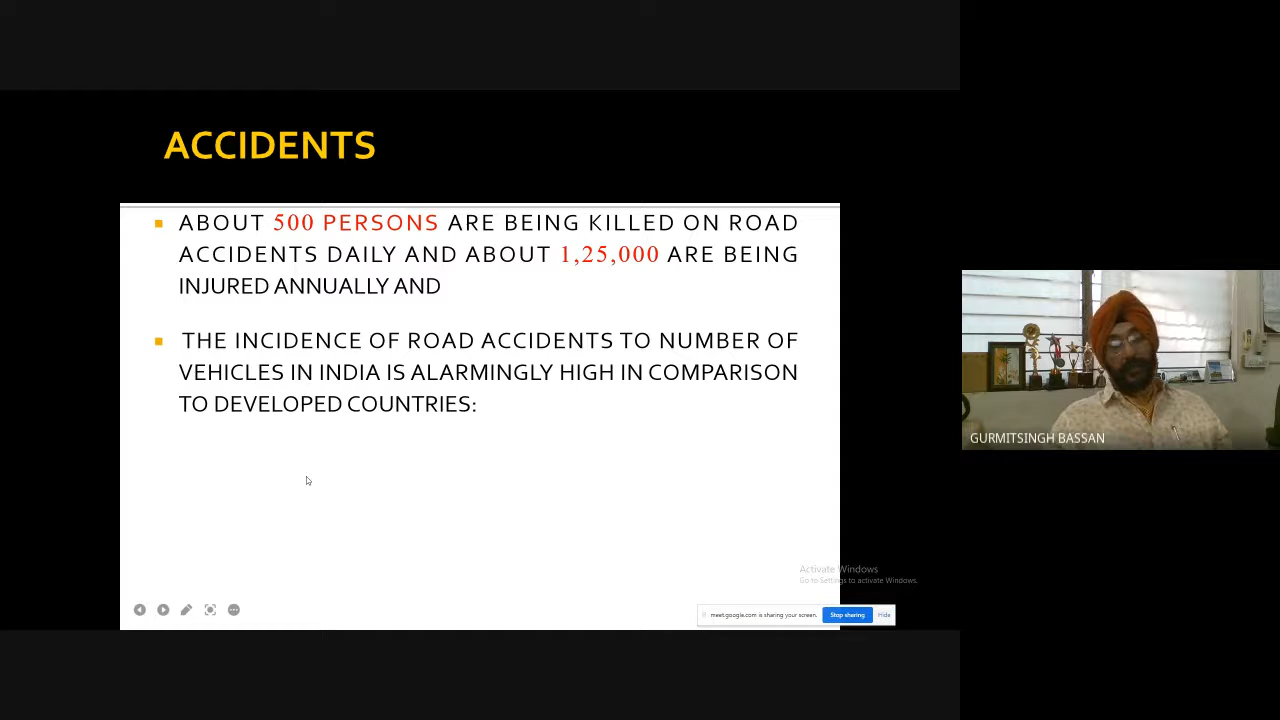 ACCIDENTS
ABOUT 500 PERSONS ARE BEING KILLED ON ROAD
ACCIDENTS DAILY AND ABOUT 1,25,000 ARE BEING
INJURED ANNUALLY AND
THE INCIDENCE OF ROAD ACCIDENTS TO NUMBER OF
VEHICLES IN INDIA IS ALARMINGLY HIGH IN COMPARISON
TO DEVELOPED COUNTRIES:
GURMITSINGH BASSAN
Activate Windows
Go to Settings to activate Windows.
meet.google.com is sharing your screen.
Stop sharing
Hide